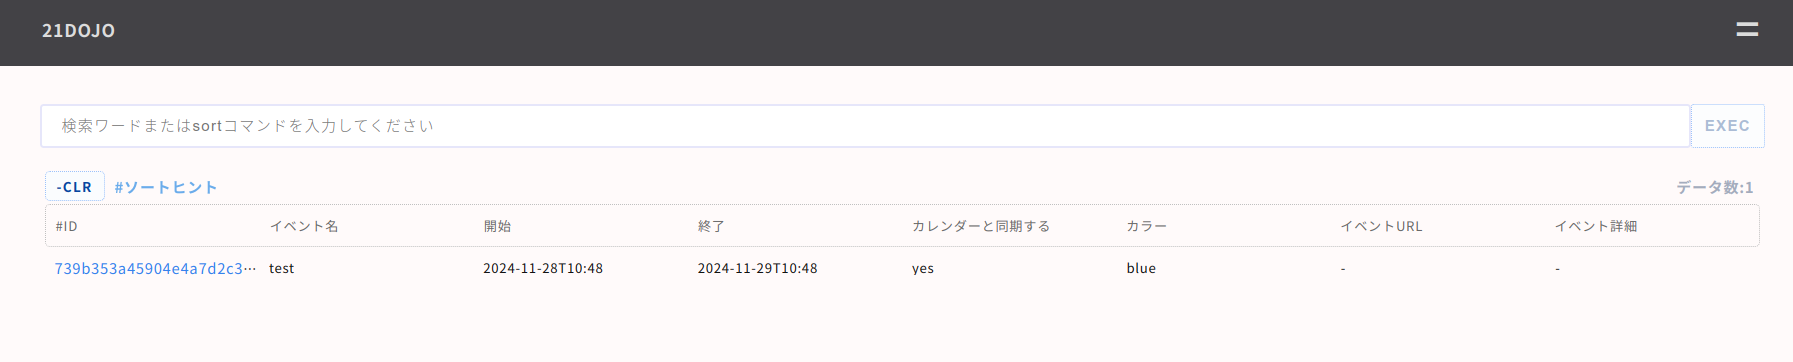 21DOJO
検索ワードまたはsortコマンドを入力してください EXEC
-CLR #ソートヒント データ数:1
#ID イベント名 開始 終了 カレンダーと同期する カラー イベントURL イベント詳細
739b353a45904e4a7d2c3… test 2024-11-28T10:48 2024-11-29T10:48 yes blue - -